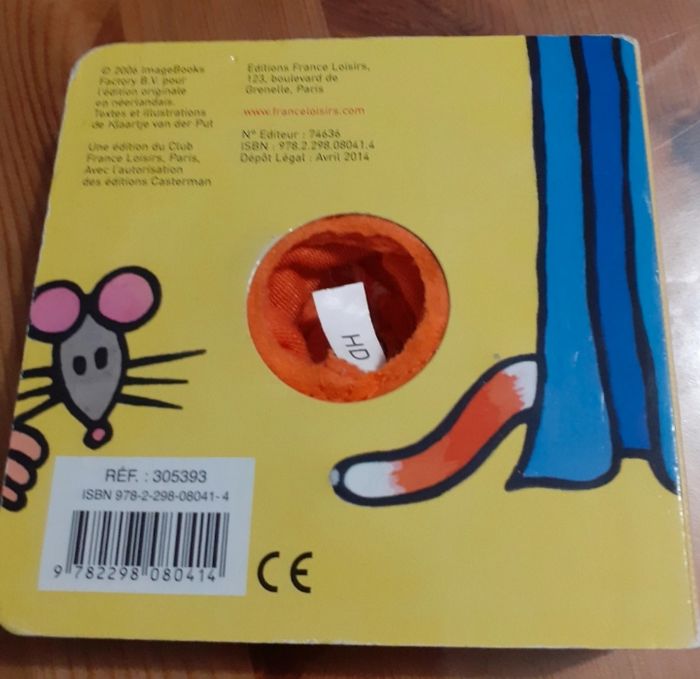 © 2006 ImageBooks
Factory B.V. pour
l'édition originale
en néerlandais.
Textes et illustrations
de Klaartje van der Put
Une édition du Club
France Loisirs, Paris,
Avec l'autorisation
des éditions Casterman
Editions France Loisirs,
123, boulevard de
Grenelle, Paris
www.franceloisirs.com
N° Editeur : 74636
ISBN : 978.2.298.08041.4
Dépôt Légal : Avril 2014
HD
RÉF. : 305393
ISBN 978-2-298-08041-4
9 782298 080414
CE